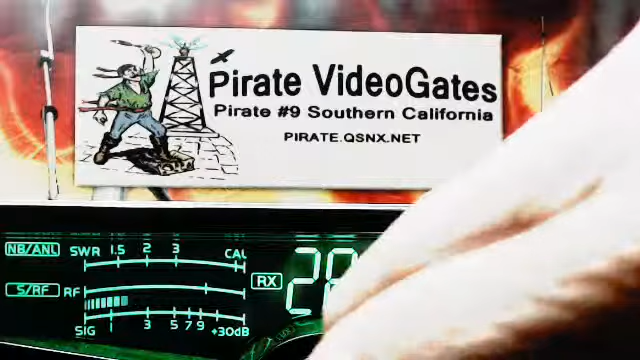 Pirate VideoGates
Pirate #9 Southern California
PIRATE.QSNX.NET
NB/ANL SWR 1.5 2 3 CAL
S/RF RF RX
SIG 1 3 5 7 9 +30dB